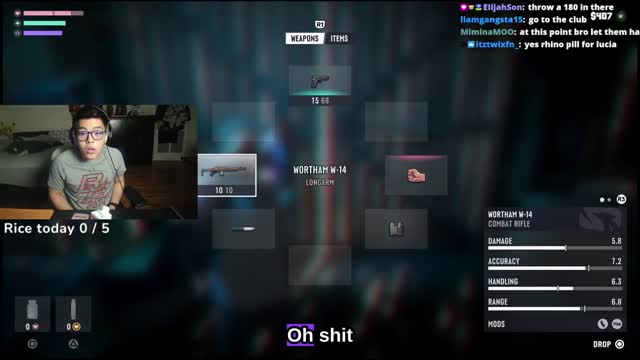 ElijahSon: throw a 180 in there
liamgangsta15: go to the club
$407
MlminaMOO: at this point bro let them ha
itztwixfn_: yes rhino pill for lucia
R1
WEAPONS ITEMS
15 68
WORTHAM W-14
LONGARM
10 10
Rice today 0 / 5
R3
WORTHAM W-14
COMBAT RIFLE
DAMAGE 5.8
ACCURACY 7.2
HANDLING 6.3
RANGE 6.8
MODS
0 0
DROP
Oh shit